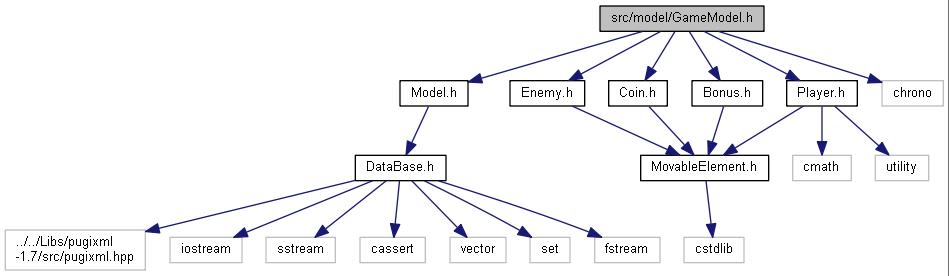 src/model/GameModel.h
Model.h
Enemy.h
Coin.h
Bonus.h
Player.h
chrono
DataBase.h
MovableElement.h
cmath
utility
../../Libs/pugixml
-1.7/src/pugixml.hpp
iostream
sstream
cassert
vector
set
fstream
cstdlib